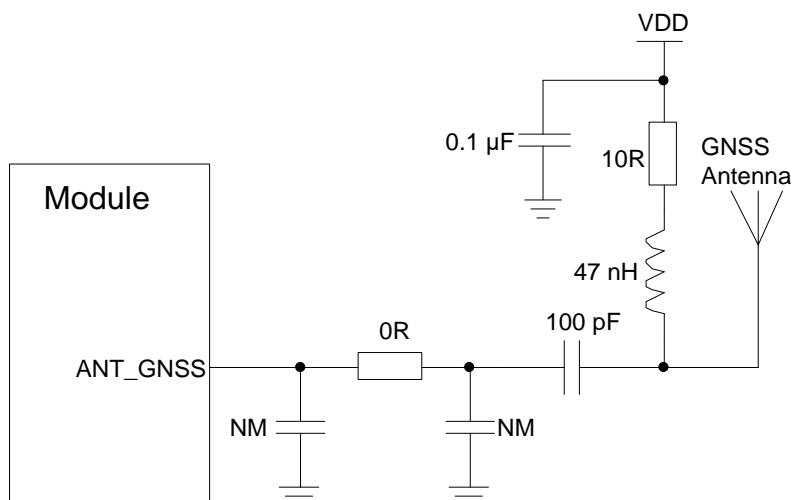 VDD
0.1 µF
10R
GNSS
Antenna
Module
47 nH
100 pF
0R
ANT_GNSS
NM
NM